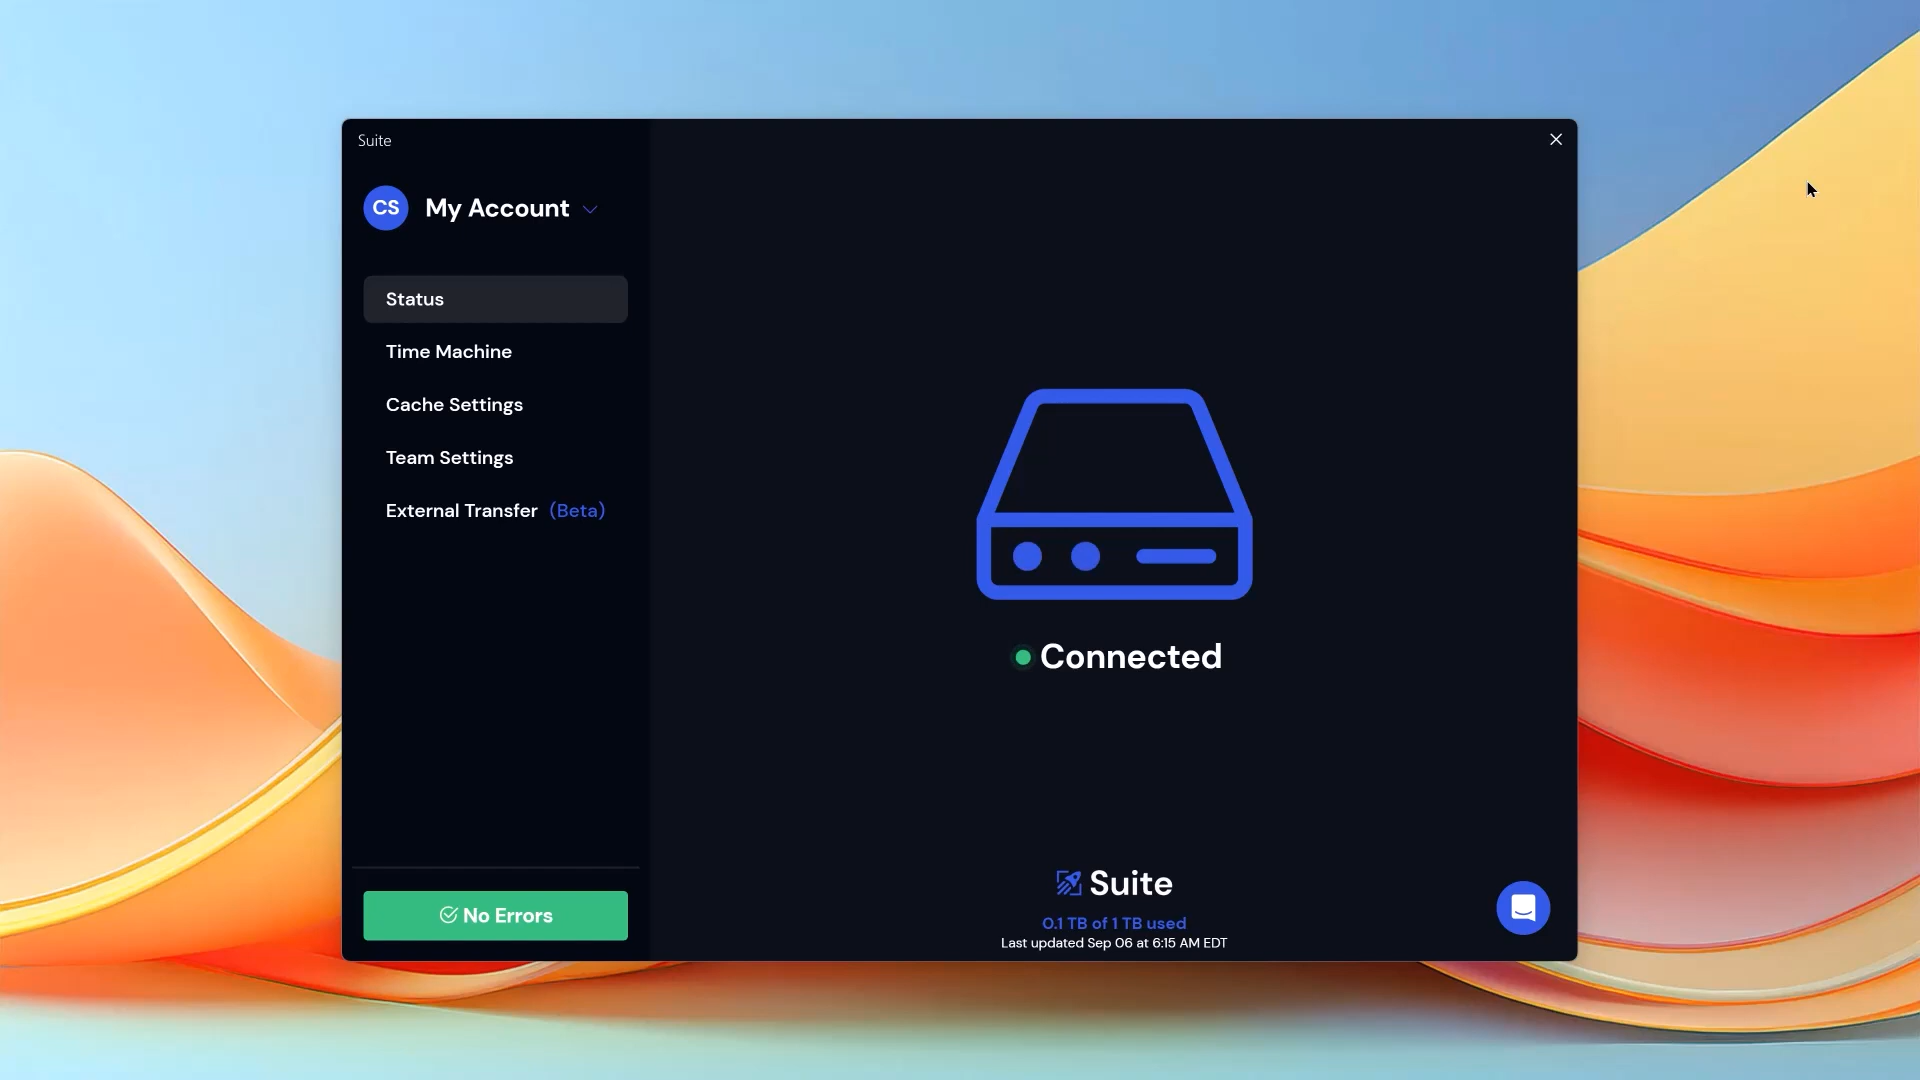 Suite
CS My Account
Status
Time Machine
Cache Settings
Team Settings
External Transfer (Beta)
No Errors
Connected
Suite
0.1 TB of 1 TB used
Last updated Sep 06 at 6:15 AM EDT